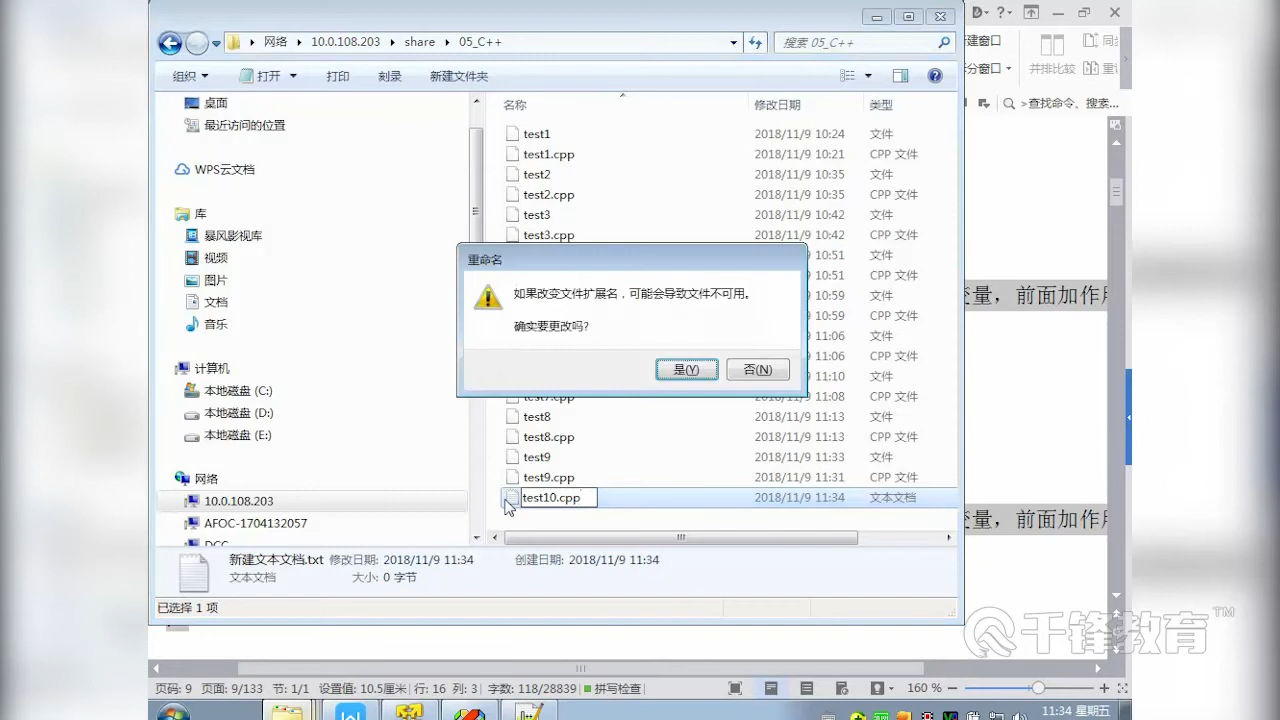 网络 10.0.108.203 share 05_C++
搜索 05_C++
组织 打开 打印 刻录 新建文件夹
桌面
最近访问的位置
WPS云文档
库
暴风影视库
视频
图片
文档
音乐
计算机
本地磁盘 (C:)
本地磁盘 (D:)
本地磁盘 (E:)
网络
10.0.108.203
AFOC-1704132057
名称 修改日期 类型
test1 2018/11/9 10:24 文件
test1.cpp 2018/11/9 10:21 CPP 文件
test2 2018/11/9 10:35 文件
test2.cpp 2018/11/9 10:35 CPP 文件
test3 2018/11/9 10:42 文件
test3.cpp 2018/11/9 10:42 CPP 文件
10:51 文件
10:51 CPP 文件
10:59 文件
10:59 CPP 文件
11:06 文件
11:06 CPP 文件
11:10 文件
test7.cpp 2018/11/9 11:08 CPP 文件
test8 2018/11/9 11:13 文件
test8.cpp 2018/11/9 11:13 CPP 文件
test9 2018/11/9 11:33 文件
test9.cpp 2018/11/9 11:31 CPP 文件
test10.cpp 2018/11/9 11:34 文本文档
重命名
如果改变文件扩展名，可能会导致文件不可用。
确实要更改吗?
是(Y) 否(N)
新建文本文档.txt 修改日期: 2018/11/9 11:34 创建日期: 2018/11/9 11:34
文本文档 大小: 0 字节
已选择 1 项
建窗口
分窗口 并排比较
查找命令、搜索...
量，前面加作用
量，前面加作用
千锋教育™
页码: 9 页面: 9/133 节: 1/1 设置值: 10.5厘米 行: 16 列: 3 字数: 118/28839 拼写检查 160 %
11:34 星期五